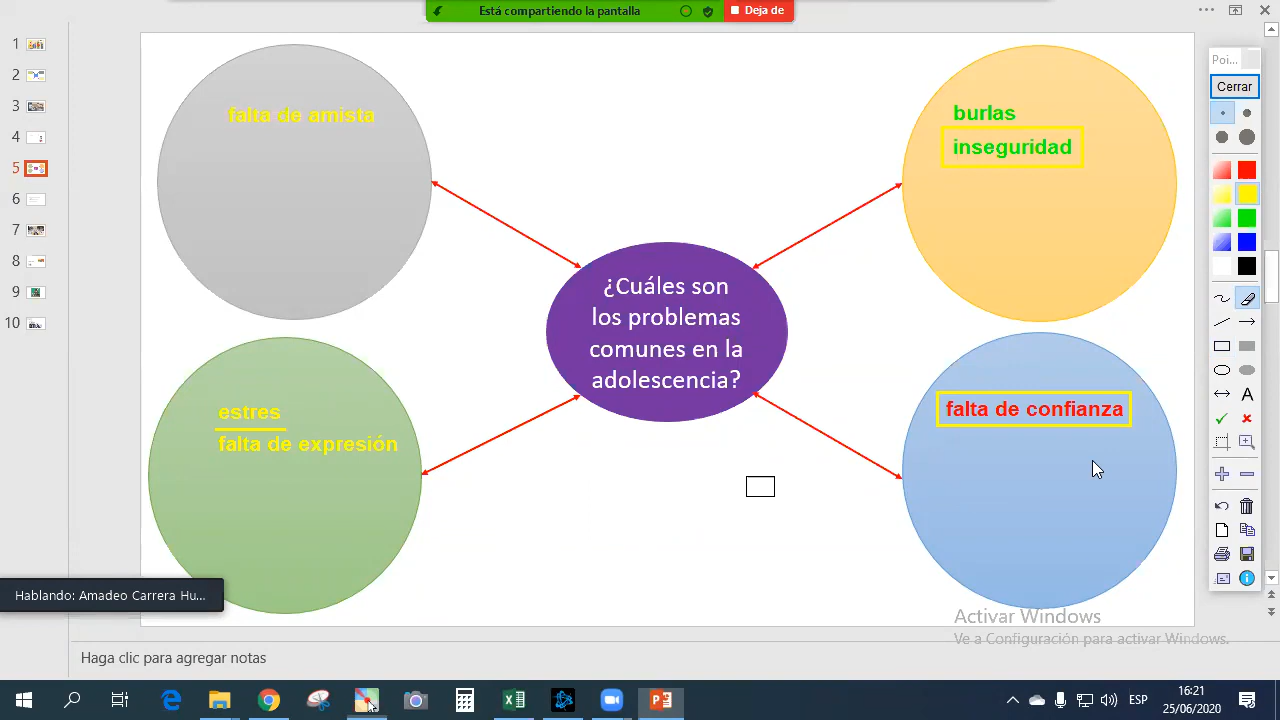 Está compartiendo la pantalla
Deja de
1
2
3
4
5
6
7
8
9
10
falta de amista
burlas
inseguridad
¿Cuáles son
los problemas
comunes en la
adolescencia?
estres
falta de expresión
falta de confianza
Poi...
Cerrar
A
Hablando: Amadeo Carrera Hu...
Activar Windows
Ve a Configuración para activar Windows.
Haga clic para agregar notas
ESP
16:21
25/06/2020